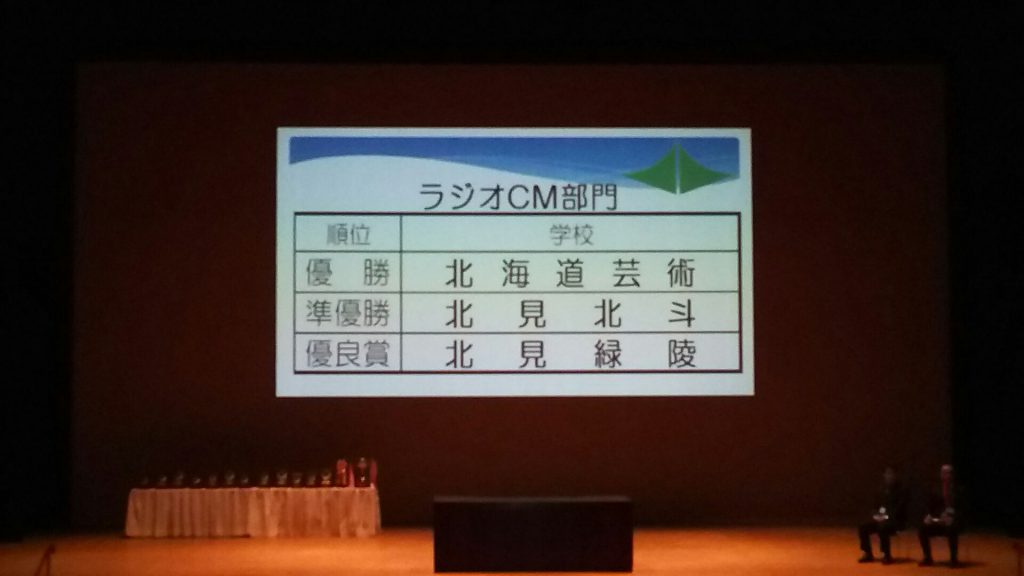 ラジオCM部門
順位 学校
優勝 北海道芸術
準優勝 北見北斗
優良賞 北見緑陵